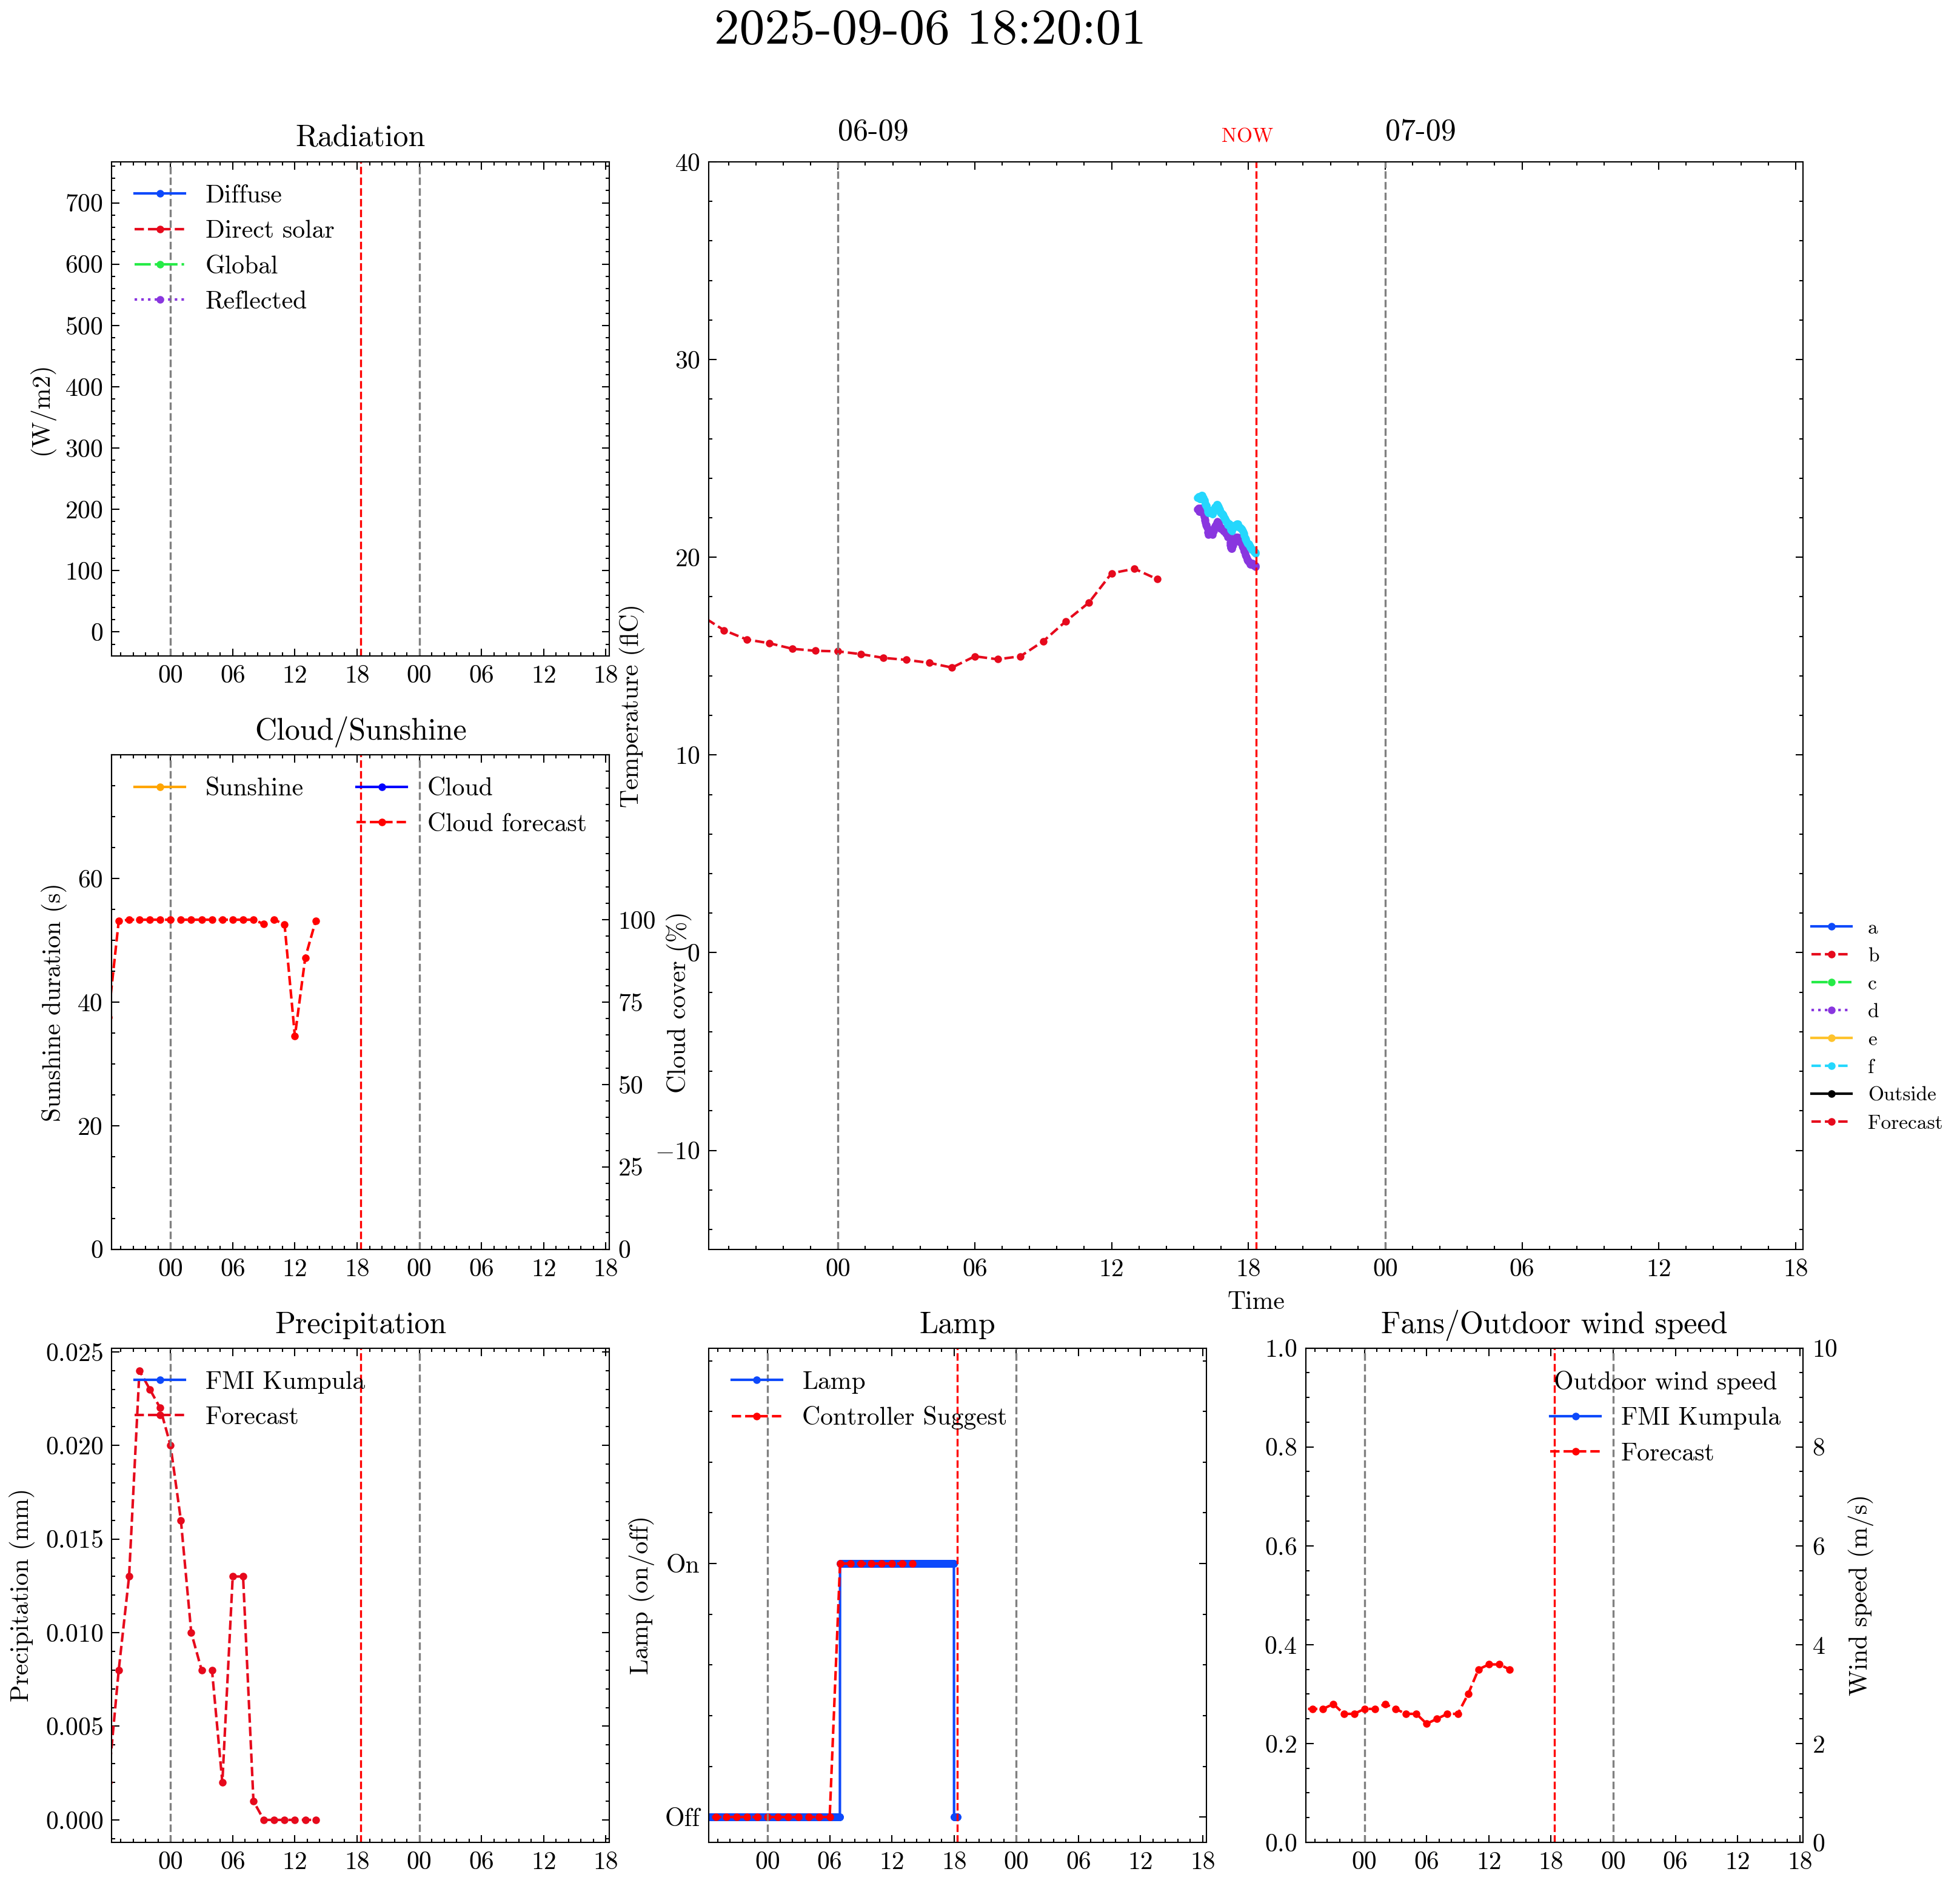 2025-09-06 18:20:01
Radiation
(W/m2)
700
600
500
400
300
200
100
0
Diffuse
Direct solar
Global
Reflected
00 06 12 18 00 06 12 18
Cloud/Sunshine
Sunshine duration (s)
60
40
20
0
Sunshine
Cloud
Cloud forecast
100
75
50
25
0
Cloud cover (%)
00 06 12 18 00 06 12 18
06-09
NOW
07-09
Temperature (flC)
40
30
20
10
0
−10
00 06 12 18 00 06 12 18
Time
a
b
c
d
e
f
Outside
Forecast
Precipitation
Precipitation (mm)
0.025
0.020
0.015
0.010
0.005
0.000
FMI Kumpula
Forecast
00 06 12 18 00 06 12 18
Lamp
Lamp (on/off)
On
Off
Lamp
Controller Suggest
00 06 12 18 00 06 12 18
Fans/Outdoor wind speed
1.0
0.8
0.6
0.4
0.2
0.0
Outdoor wind speed
FMI Kumpula
Forecast
10
8
6
4
2
0
Wind speed (m/s)
00 06 12 18 00 06 12 18